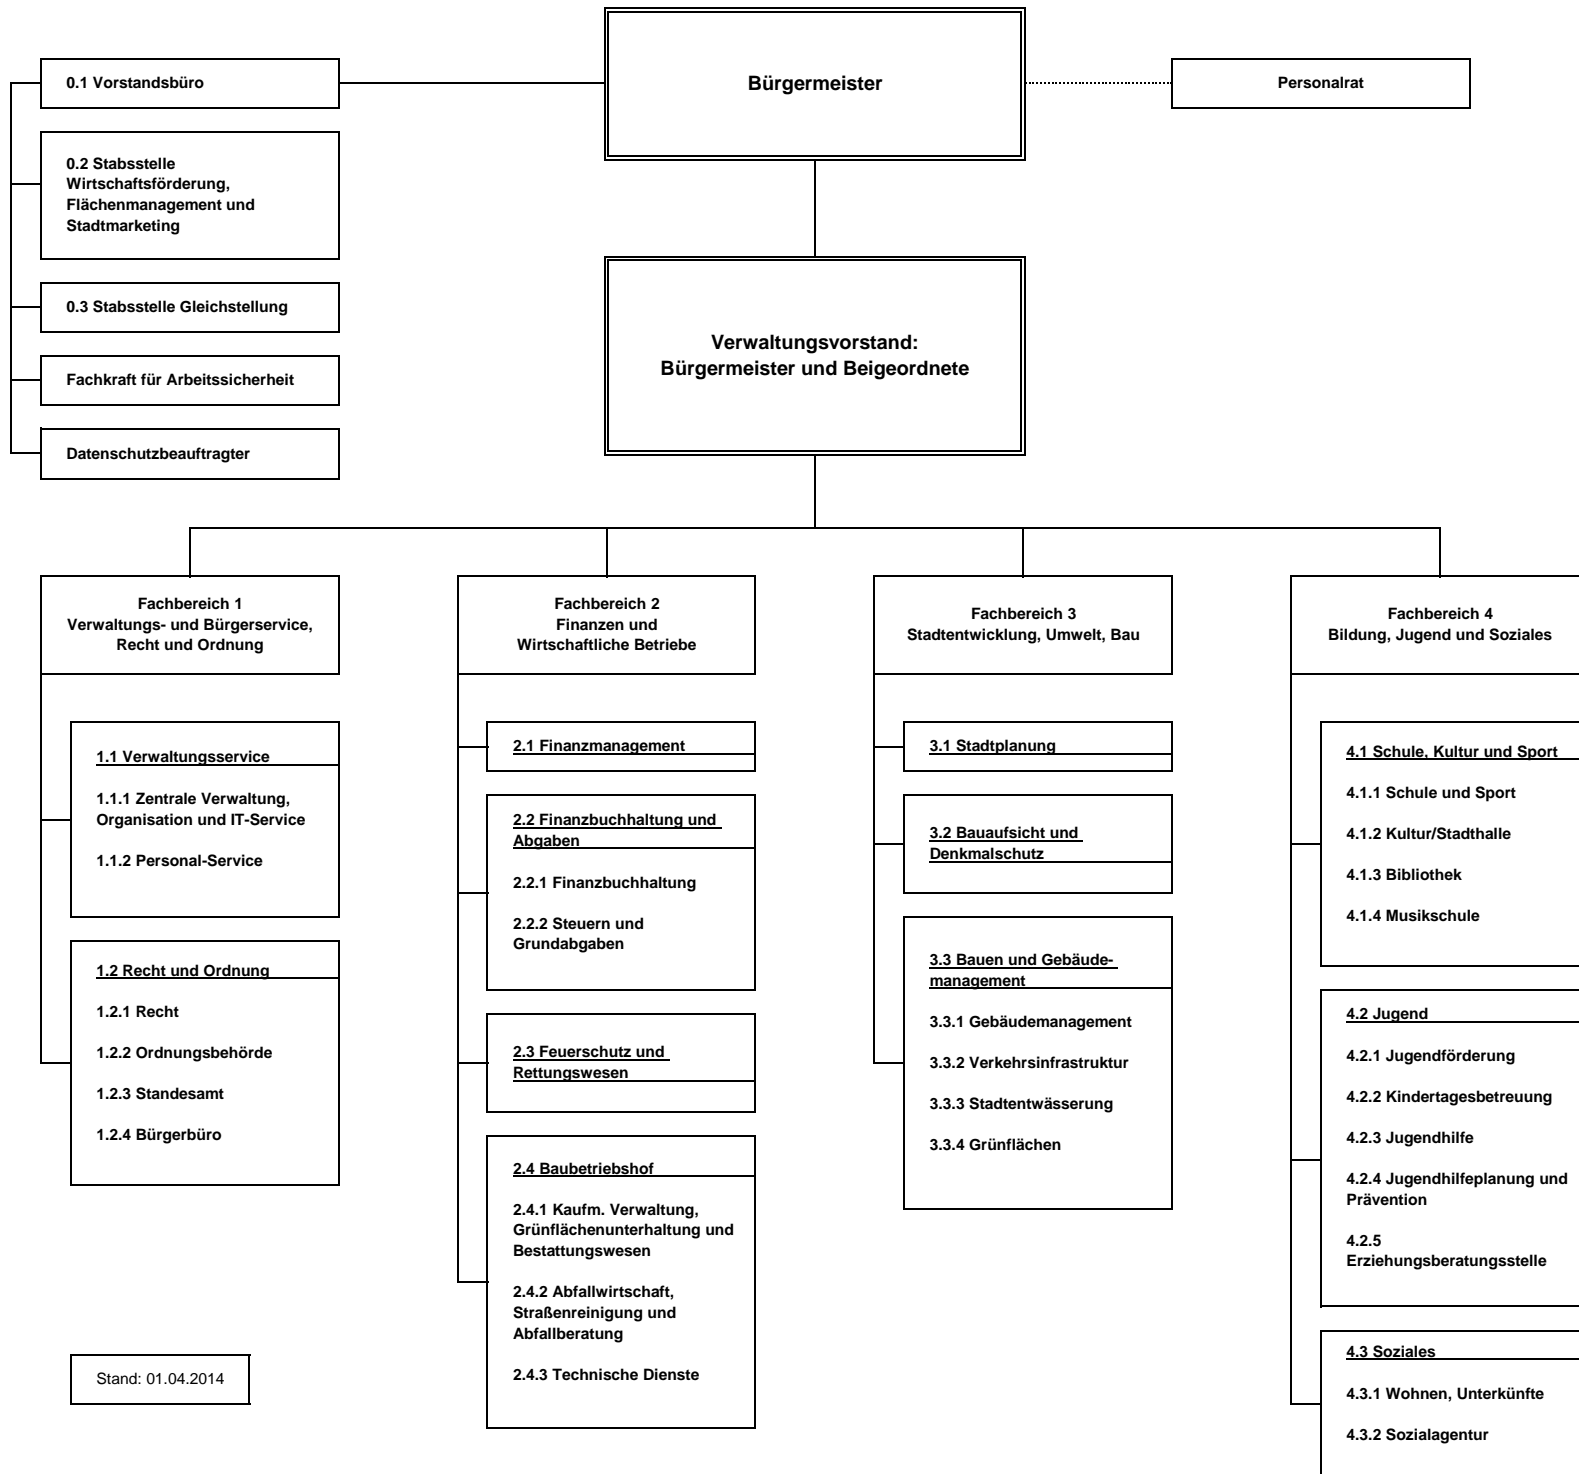 Bürgermeister
0.1 Vorstandsbüro
Personalrat
0.2 Stabsstelle
Wirtschaftsförderung,
Flächenmanagement und
Stadtmarketing
0.3 Stabsstelle Gleichstellung
Fachkraft für Arbeitssicherheit
Datenschutzbeauftragter
Verwaltungsvorstand:
Bürgermeister und Beigeordnete
Fachbereich 1
Verwaltungs- und Bürgerservice,
Recht und Ordnung
1.1 Verwaltungsservice
1.1.1 Zentrale Verwaltung,
Organisation und IT-Service
1.1.2 Personal-Service
1.2 Recht und Ordnung
1.2.1 Recht
1.2.2 Ordnungsbehörde
1.2.3 Standesamt
1.2.4 Bürgerbüro
Fachbereich 2
Finanzen und
Wirtschaftliche Betriebe
2.1 Finanzmanagement
2.2 Finanzbuchhaltung und
Abgaben
2.2.1 Finanzbuchhaltung
2.2.2 Steuern und
Grundabgaben
2.3 Feuerschutz und
Rettungswesen
2.4 Baubetriebshof
2.4.1 Kaufm. Verwaltung,
Grünflächenunterhaltung und
Bestattungswesen
2.4.2 Abfallwirtschaft,
Straßenreinigung und
Abfallberatung
2.4.3 Technische Dienste
Fachbereich 3
Stadtentwicklung, Umwelt, Bau
3.1 Stadtplanung
3.2 Bauaufsicht und
Denkmalschutz
3.3 Bauen und Gebäude-
management
3.3.1 Gebäudemanagement
3.3.2 Verkehrsinfrastruktur
3.3.3 Stadtentwässerung
3.3.4 Grünflächen
Fachbereich 4
Bildung, Jugend und Soziales
4.1 Schule, Kultur und Sport
4.1.1 Schule und Sport
4.1.2 Kultur/Stadthalle
4.1.3 Bibliothek
4.1.4 Musikschule
4.2 Jugend
4.2.1 Jugendförderung
4.2.2 Kindertagesbetreuung
4.2.3 Jugendhilfe
4.2.4 Jugendhilfeplanung und
Prävention
4.2.5
Erziehungsberatungsstelle
4.3 Soziales
4.3.1 Wohnen, Unterkünfte
4.3.2 Sozialagentur
Stand: 01.04.2014